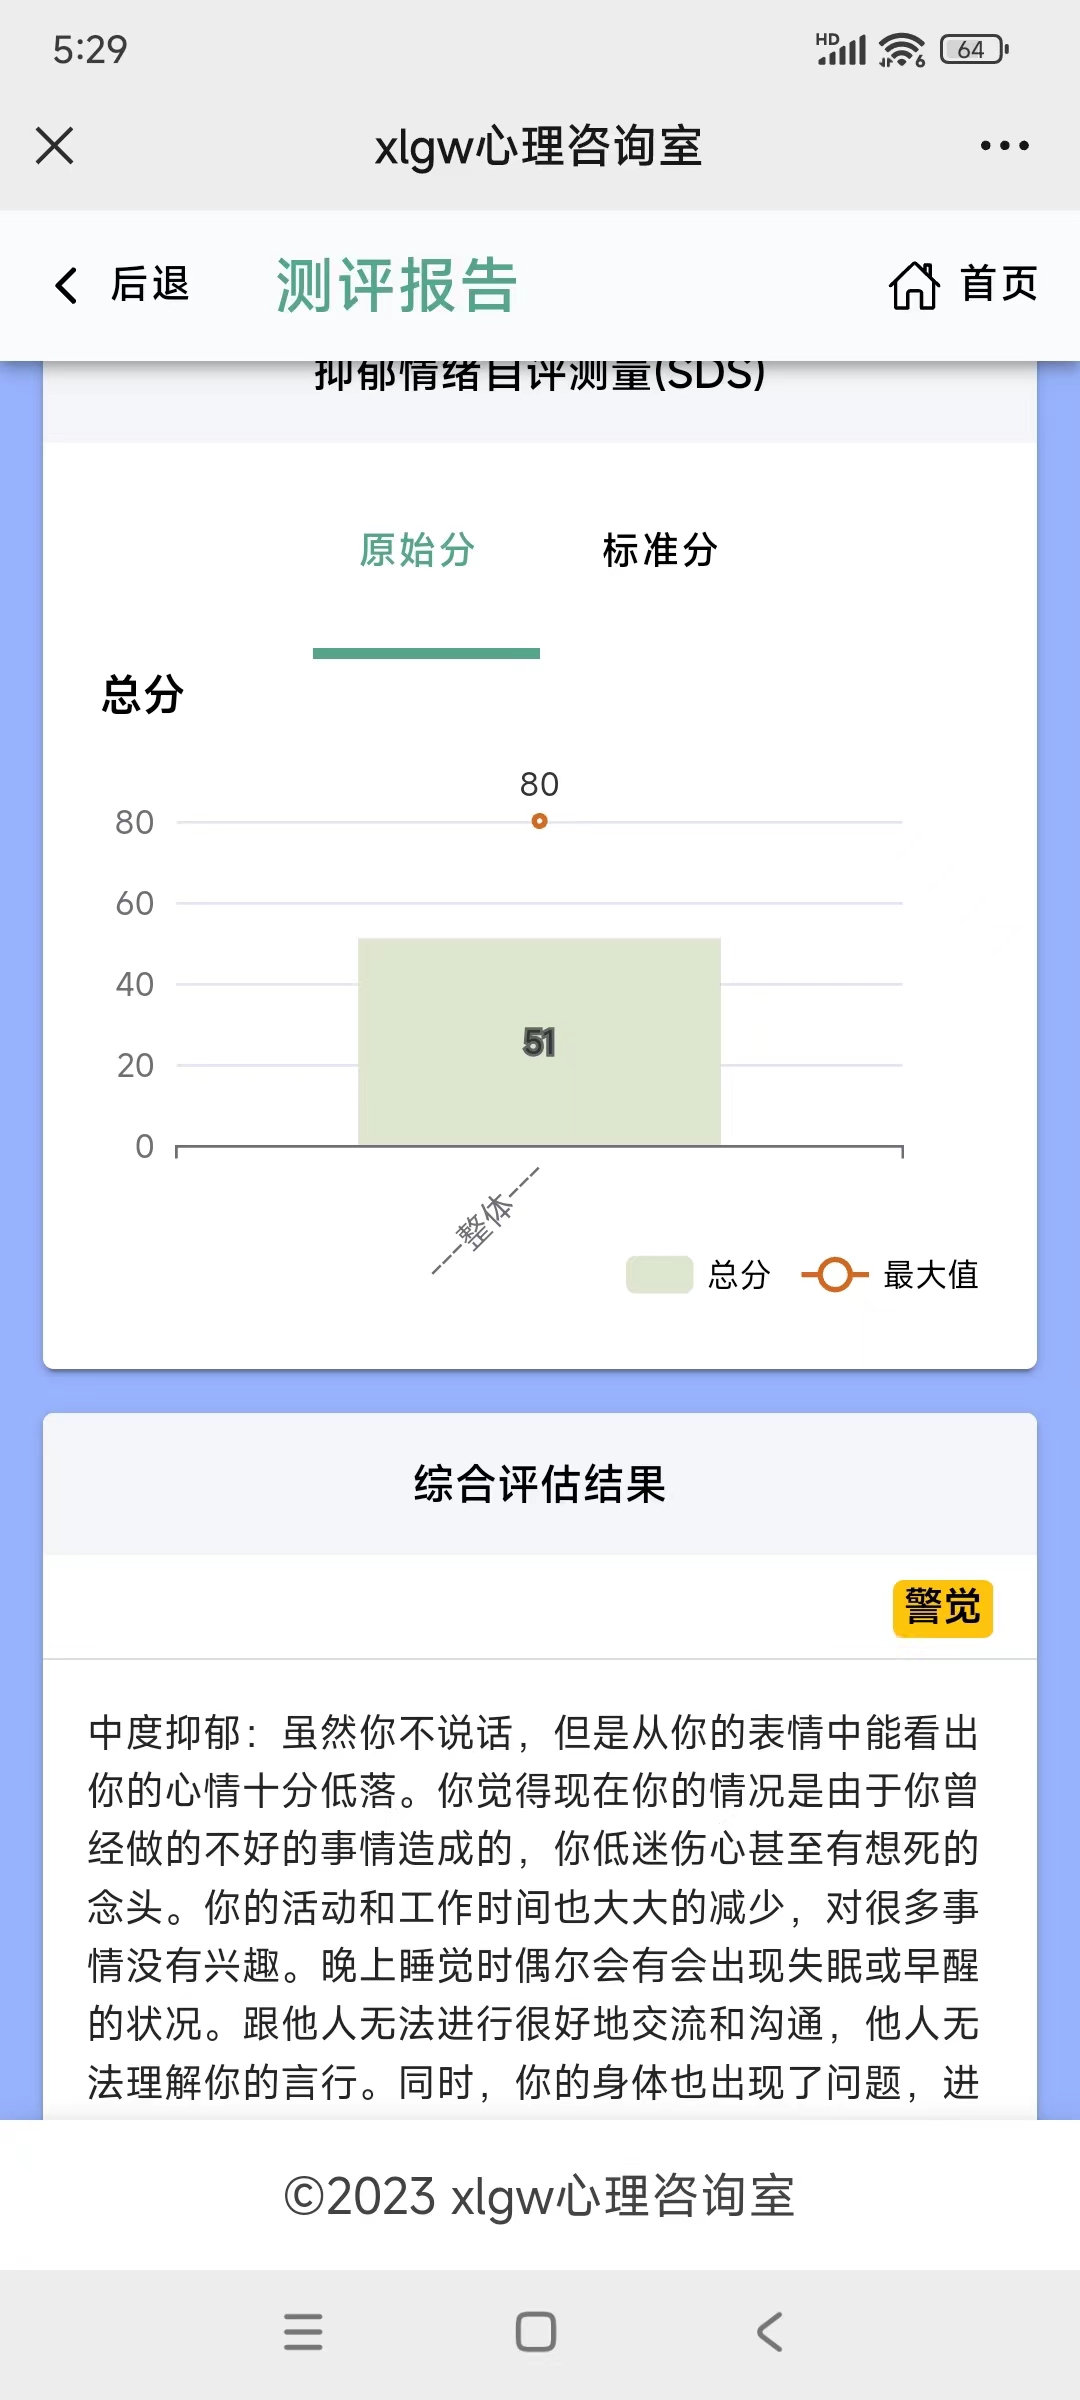 5:29
HD
6
64
xlgw心理咨询室
后退
测评报告
首页
抑郁情绪自评测量(SDS)
原始分
标准分
总分
80
80
60
40
51
20
0
---整体---
总分
最大值
综合评估结果
警觉
中度抑郁：虽然你不说话，但是从你的表情中能看出
你的心情十分低落。你觉得现在你的情况是由于你曾
经做的不好的事情造成的，你低迷伤心甚至有想死的
念头。你的活动和工作时间也大大的减少，对很多事
情没有兴趣。晚上睡觉时偶尔会有会出现失眠或早醒
的状况。跟他人无法进行很好地交流和沟通，他人无
法理解你的言行。同时，你的身体也出现了问题，进
©2023 xlgw心理咨询室